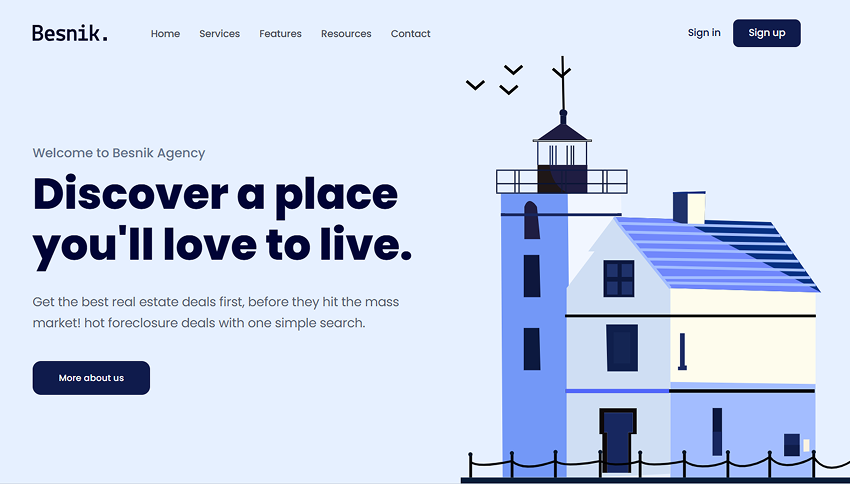 Besnik.
Home Services Features Resources Contact
Sign in Sign up
Welcome to Besnik Agency
Discover a place
you'll love to live.
Get the best real estate deals first, before they hit the mass
market! hot foreclosure deals with one simple search.
More about us